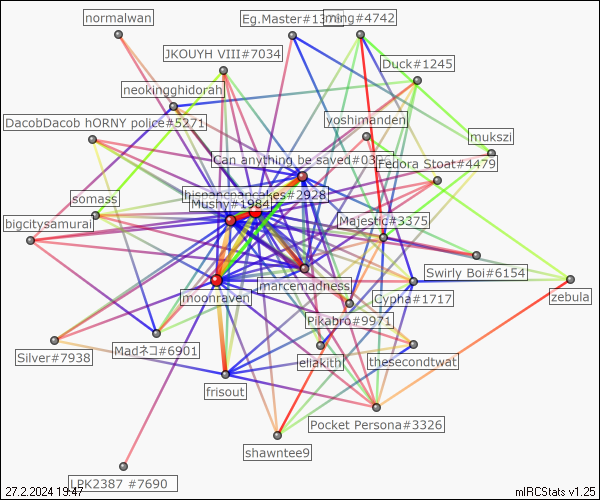 normalwan
Eg.Master#1378
ming#4742
JKOUYH VIII#7034
Duck#1245
neokingghidorah
DacobDacob hORNY police#5271
yoshimanden
mukszi
Can anything be saved#03
Fedora Stoat#4479
somass
hispanicpancakes#2928
Mushy#1984
bigcitysamurai
Majestic#3375
Swirly Boi#6154
moonraven
marcemadness
Cypha#1717
zebula
Pikabro#9971
Silver#7938
Madネコ#6901
eliakith
thesecondtwat
frisout
Pocket Persona#3326
shawntee9
LPK2387 #7690
27.2.2024 19:47
mIRCStats v1.25